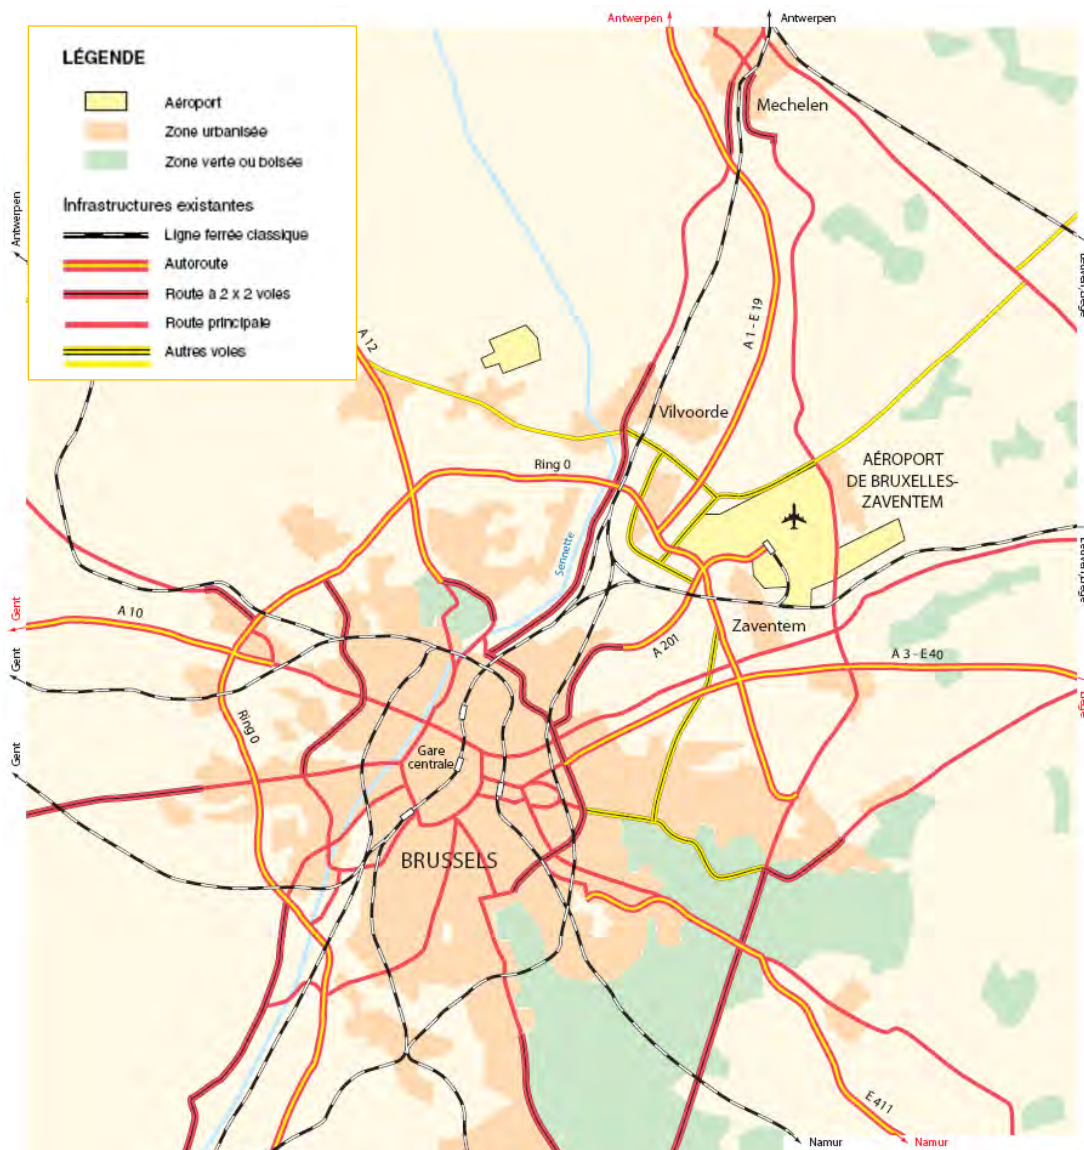 Antwerpen
Antwerpen
LÉGENDE
Aéroport
Zone urbanisée
Zone verte ou boisée
Infrastructures existantes
Ligne ferrée classique
Autoroute
Route à 2 x 2 voies
Route principale
Autres voies
Mechelen
Antwerpen
A 1 - E 19
A 12
Vilvoorde
Ring 0
AÉROPORT
DE BRUXELLES-
ZAVENTEM
Sennette
Gent
A 10
Zaventem
A 201
A 3 - E40
Gent
Ring 0
Gent
Gare
centrale
BRUSSELS
E 411
Namur
Namur